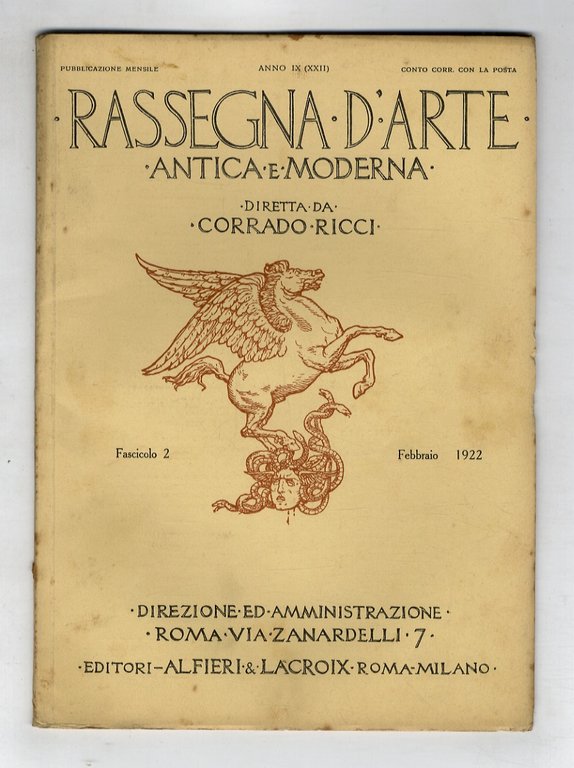 PUBBLICAZIONE MENSILE ANNO IX (XXII) CONTO CORR. CON LA POSTA
·RASSEGNA·D'ARTE·
·ANTICA·E·MODERNA·
·DIRETTA·DA·
·CORRADO·RICCI·
Fascicolo 2 Febbraio 1922
·DIREZIONE·ED·AMMINISTRAZIONE·
·ROMA·VIA·ZANARDELLI·7·
·EDITORI-ALFIERI·&·LACROIX·ROMA·MILANO·